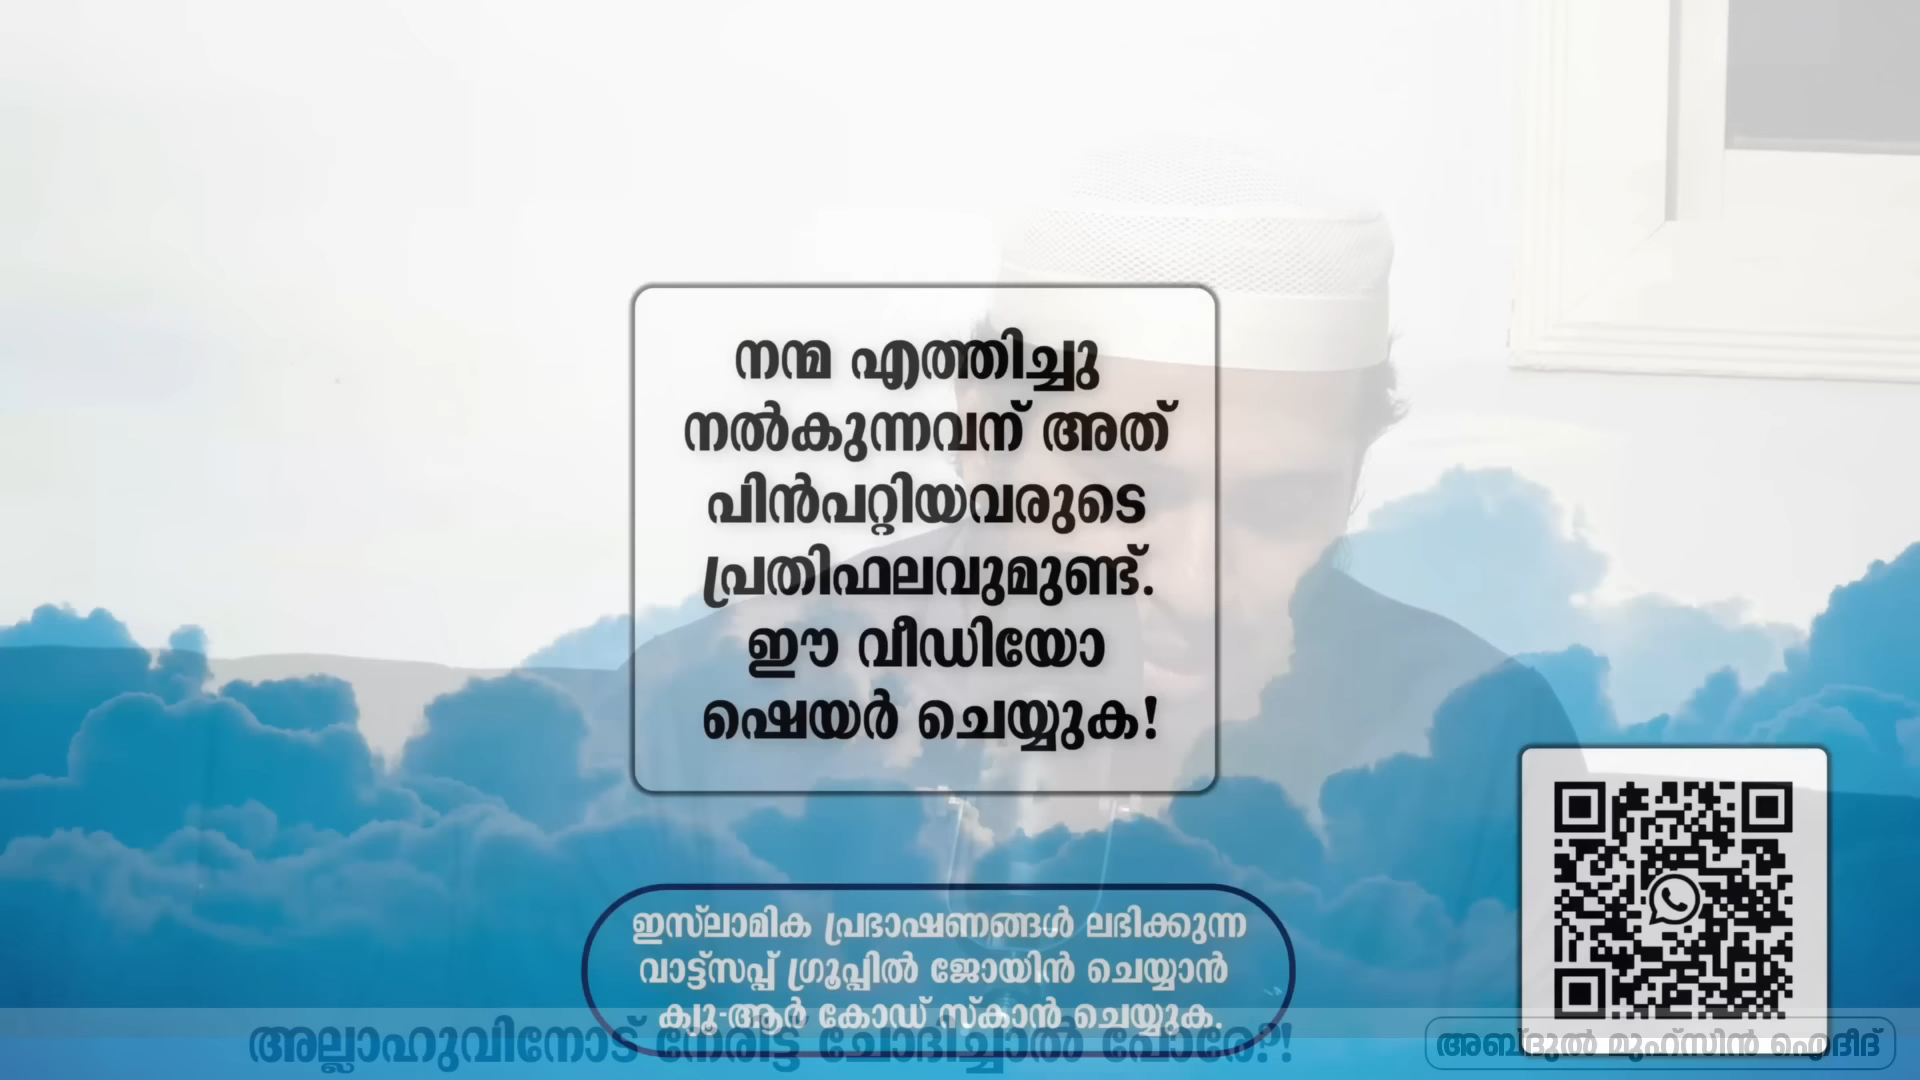 നന്മ എത്തിച്ചു
നൽകുന്നവന് അത്
പിൻപറ്റിയവരുടെ
പ്രതിഫലവുമുണ്ട്.
ഈ വീഡിയോ
ഷെയർ ചെയ്യുക!
ഇസ്‌ലാമിക പ്രഭാഷണങ്ങൾ ലഭിക്കുന്ന
വാട്ട്സപ്പ് ഗ്രൂപ്പിൽ ജോയിൻ ചെയ്യാൻ
ക്യൂ-ആർ കോഡ് സ്കാൻ ചെയ്യുക.
അല്ലാഹുവിനോട് നേരിട്ട് ചോദിച്ചാൽ പോരേ?!
അബ്ദുൽ മുഹ്സിൻ ഐദീദ്